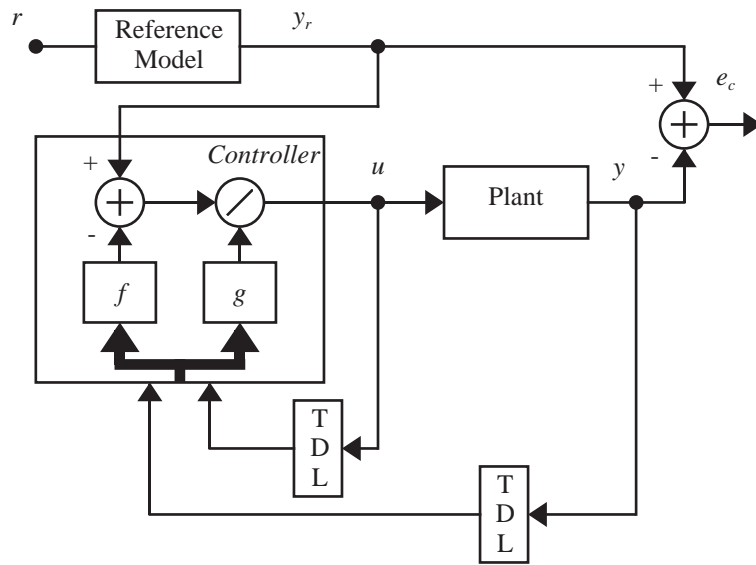 r
Reference
Model
y_r
e_c
+
-
Controller
+
-
f
g
u
Plant
y
T
D
L
T
D
L